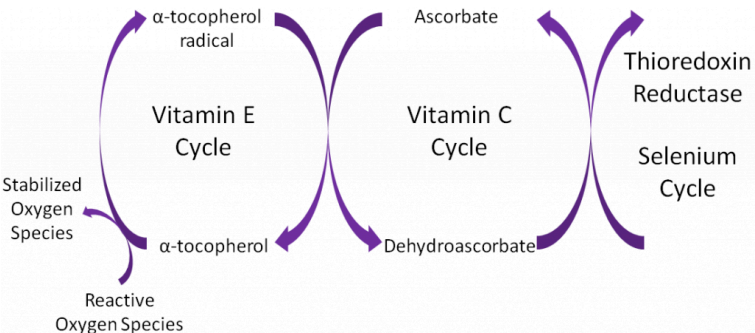 α-tocopherol
radical
Ascorbate
Thioredoxin
Reductase
Vitamin E
Cycle
Vitamin C
Cycle
Selenium
Cycle
Stabilized
Oxygen
Species
α-tocopherol
Dehydroascorbate
Reactive
Oxygen Species